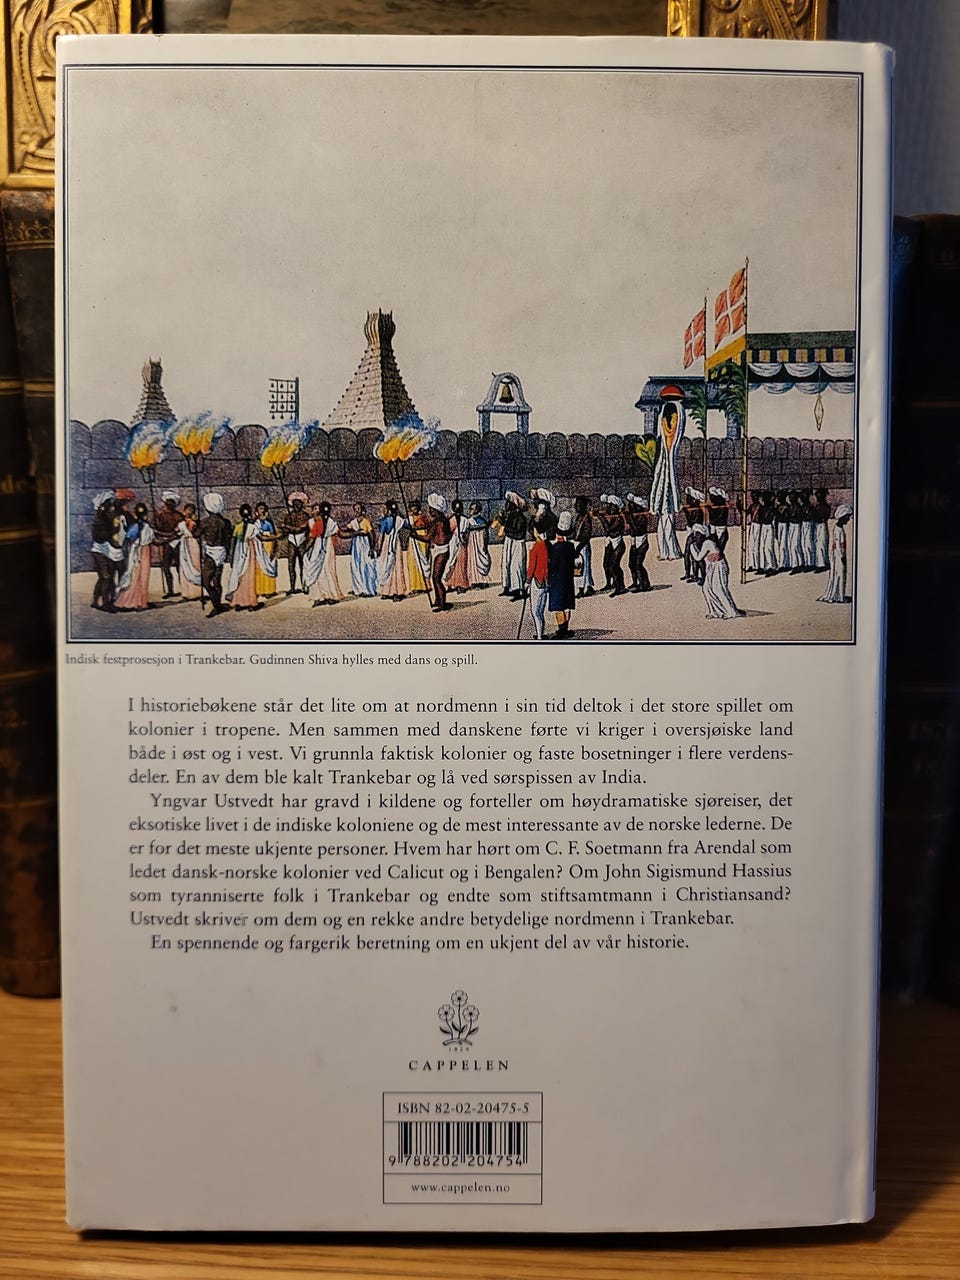 Indisk festprosesjon i Trankebar. Gudinnen Shiva hylles med dans og spill.
I historiebøkene står det lite om at nordmenn i sin tid deltok i det store spillet om
kolonier i tropene. Men sammen med danskene førte vi kriger i oversjøiske land
både i øst og i vest. Vi grunnla faktisk kolonier og faste bosetninger i flere verdens-
deler. En av dem ble kalt Trankebar og lå ved sørspissen av India.
Yngvar Ustvedt har gravd i kildene og forteller om høydramatiske sjøreiser, det
eksotiske livet i de indiske koloniene og de mest interessante av de norske lederne. De
er for det meste ukjente personer. Hvem har hørt om C. F. Soetmann fra Arendal som
ledet dansk-norske kolonier ved Calicut og i Bengalen? Om John Sigismund Hassius
som tyranniserte folk i Trankebar og endte som stiftsamtmann i Christiansand?
Ustvedt skriver om dem og en rekke andre betydelige nordmenn i Trankebar.
En spennende og fargerik beretning om en ukjent del av vår historie.
1829
CAPPELEN
ISBN 82-02-20475-5
9 788202 204754
www.cappelen.no